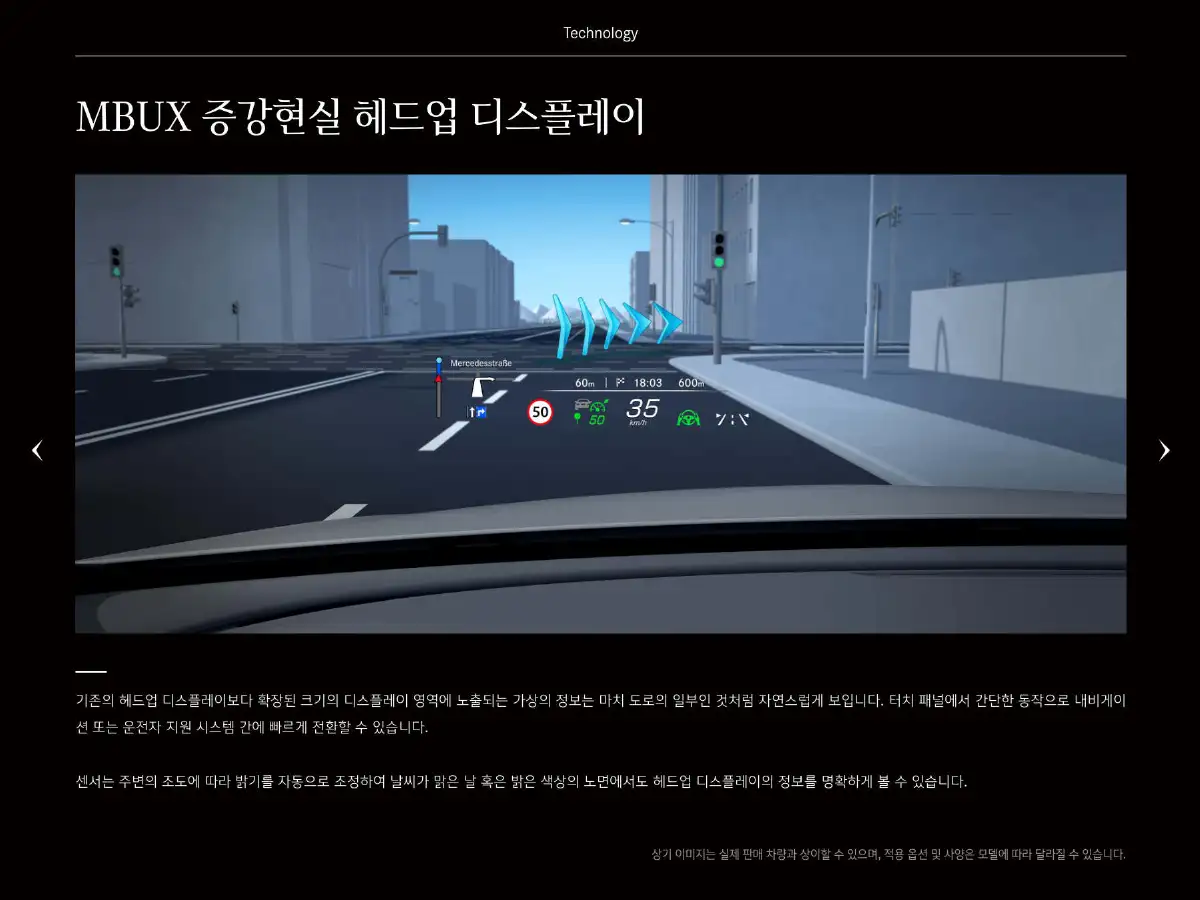 Technology
MBUX 증강현실 헤드업 디스플레이
Mercedesstraße
60m | 18:03 600m
50 50 35 km/h
기존의 헤드업 디스플레이보다 확장된 크기의 디스플레이 영역에 노출되는 가상의 정보는 마치 도로의 일부인 것처럼 자연스럽게 보입니다. 터치 패널에서 간단한 동작으로 내비게이
션 또는 운전자 지원 시스템 간에 빠르게 전환할 수 있습니다.
센서는 주변의 조도에 따라 밝기를 자동으로 조정하여 날씨가 맑은 날 혹은 밝은 색상의 노면에서도 헤드업 디스플레이의 정보를 명확하게 볼 수 있습니다.
상기 이미지는 실제 판매 차량과 상이할 수 있으며, 적용 옵션 및 사양은 모델에 따라 달라질 수 있습니다.